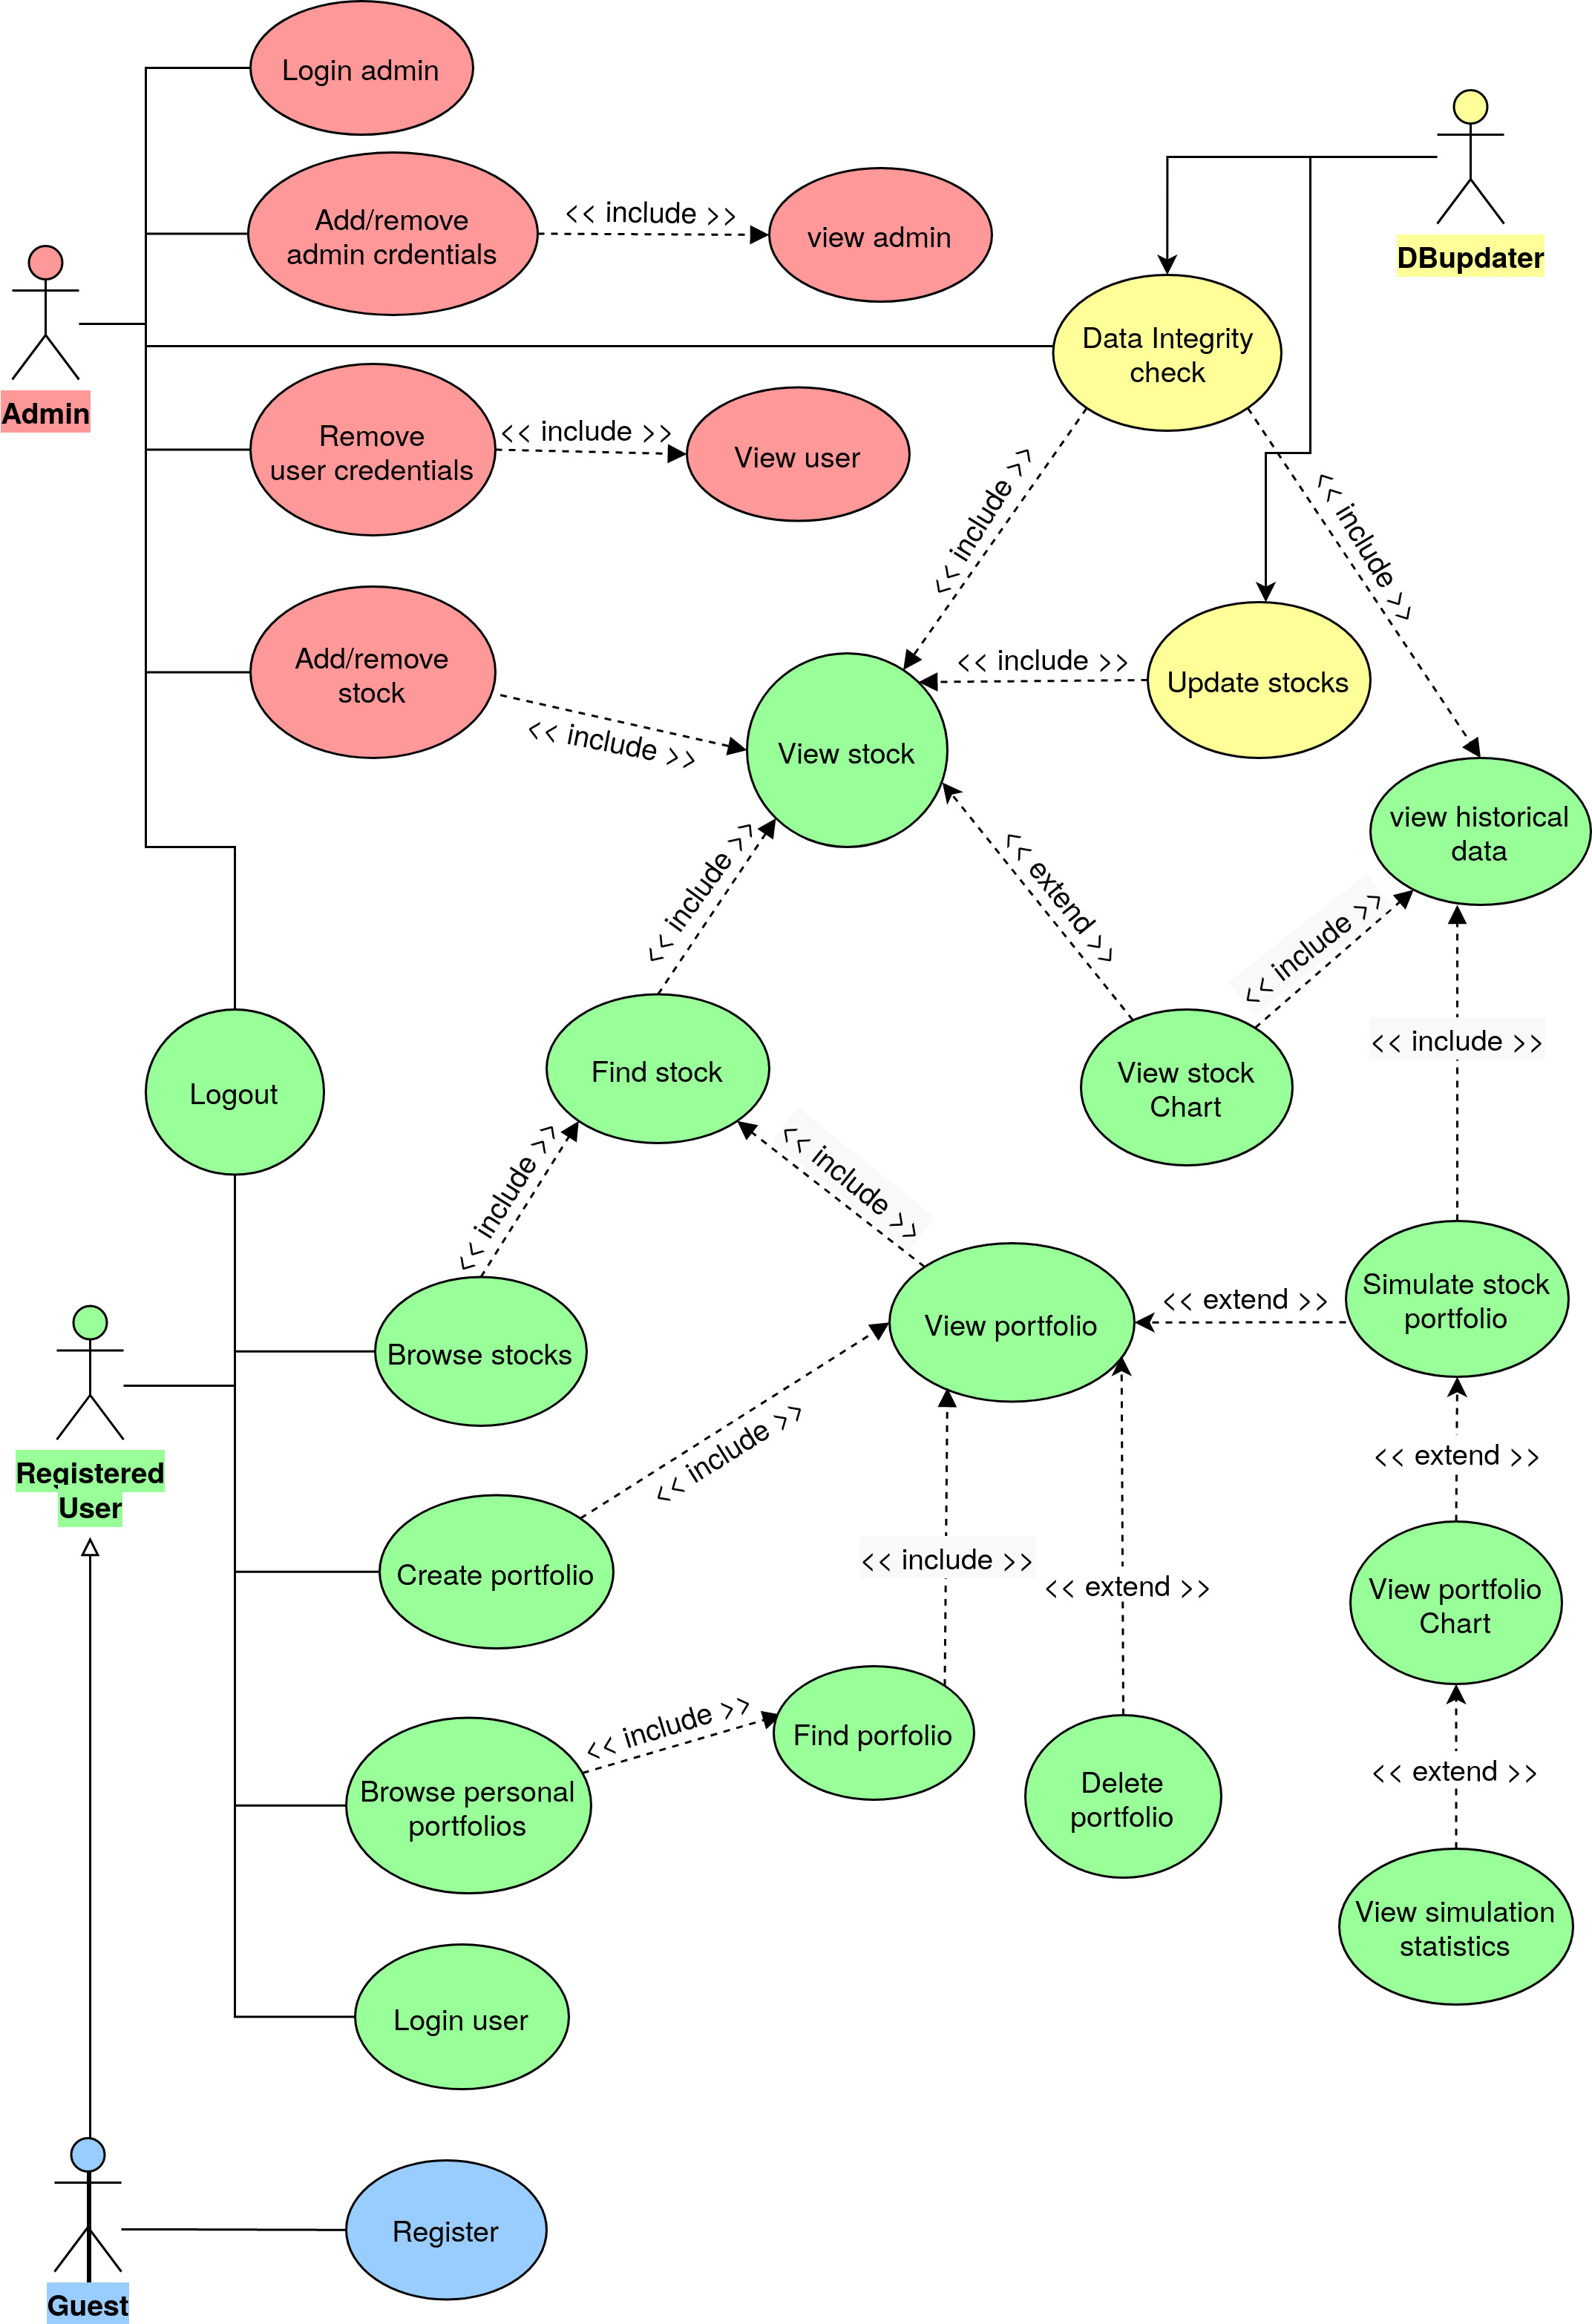 Login admin
Add/remove
admin crdentials
<< include >>
view admin
DBupdater
Admin
Data Integrity
check
Remove
user credentials
<< include >>
View user
<< include >>
<< include >>
Add/remove
stock
<< include >>
View stock
<< include >>
Update stocks
view historical
data
<< include >>
<< extend >>
<< include >>
<< include >>
Logout
Find stock
View stock
Chart
<< include >>
<< include >>
Browse stocks
View portfolio
<< extend >>
Simulate stock
portfolio
Registered
User
<< include >>
<< extend >>
Create portfolio
<< include >>
<< extend >>
View portfolio
Chart
Browse personal
portfolios
<< include >>
Find porfolio
Delete
portfolio
<< extend >>
View simulation
statistics
Login user
Register
Guest